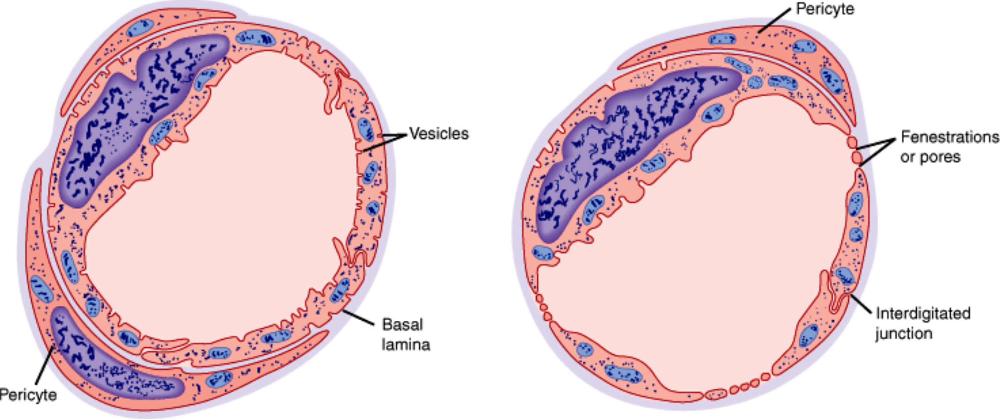 Pericyte
Vesicles
Fenestrations
or pores
Basal
lamina
Interdigitated
junction
Pericyte